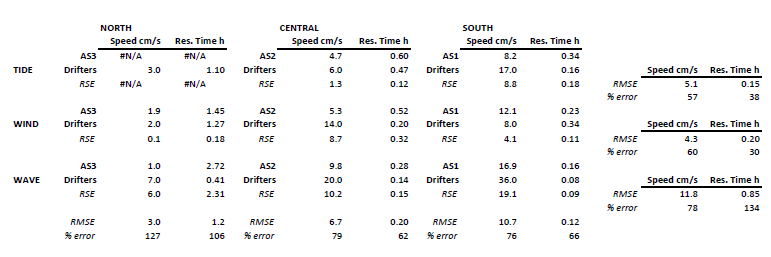 NORTH CENTRAL SOUTH
Speed cm/s Res. Time h Speed cm/s Res. Time h Speed cm/s Res. Time h
AS3 #N/A #N/A AS2 4.7 0.60 AS1 8.2 0.34
TIDE Drifters 3.0 1.10 Drifters 6.0 0.47 Drifters 17.0 0.16 Speed cm/s Res. Time h
RSE #N/A #N/A RSE 1.3 0.12 RSE 8.8 0.18 RMSE 5.1 0.15
% error 57 38
AS3 1.9 1.45 AS2 5.3 0.52 AS1 12.1 0.23
WIND Drifters 2.0 1.27 Drifters 14.0 0.20 Drifters 8.0 0.34 Speed cm/s Res. Time h
RSE 0.1 0.18 RSE 8.7 0.32 RSE 4.1 0.11 RMSE 4.3 0.20
% error 60 30
AS3 1.0 2.72 AS2 9.8 0.28 AS1 16.9 0.16
WAVE Drifters 7.0 0.41 Drifters 20.0 0.14 Drifters 36.0 0.08 Speed cm/s Res. Time h
RSE 6.0 2.31 RSE 10.2 0.15 RSE 19.1 0.09 RMSE 11.8 0.85
% error 78 134
RMSE 3.0 1.2 RMSE 6.7 0.20 RMSE 10.7 0.12
% error 127 106 % error 79 62 % error 76 66